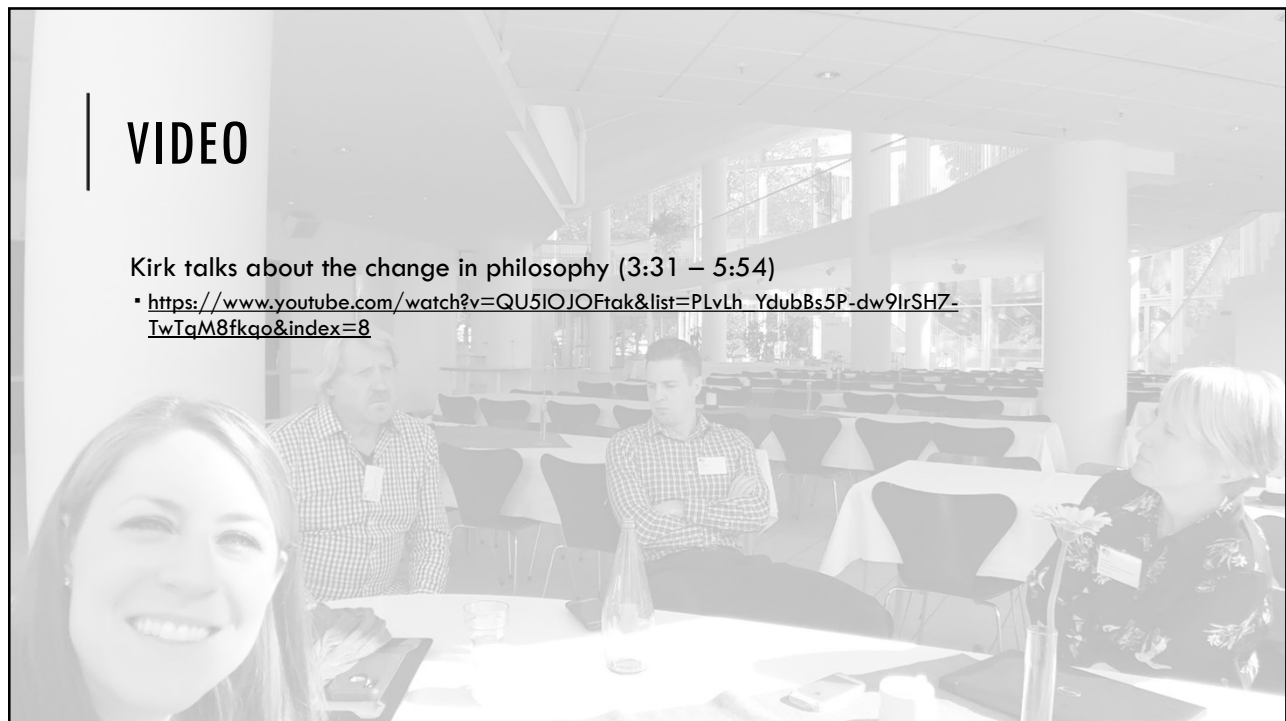 VIDEO
Kirk talks about the change in philosophy (3:31 – 5:54)
▪ https://www.youtube.com/watch?v=QU5IOJOFtak&list=PLvLh_YdubBs5P-dw9IrSH7-
TwTqM8fkqo&index=8